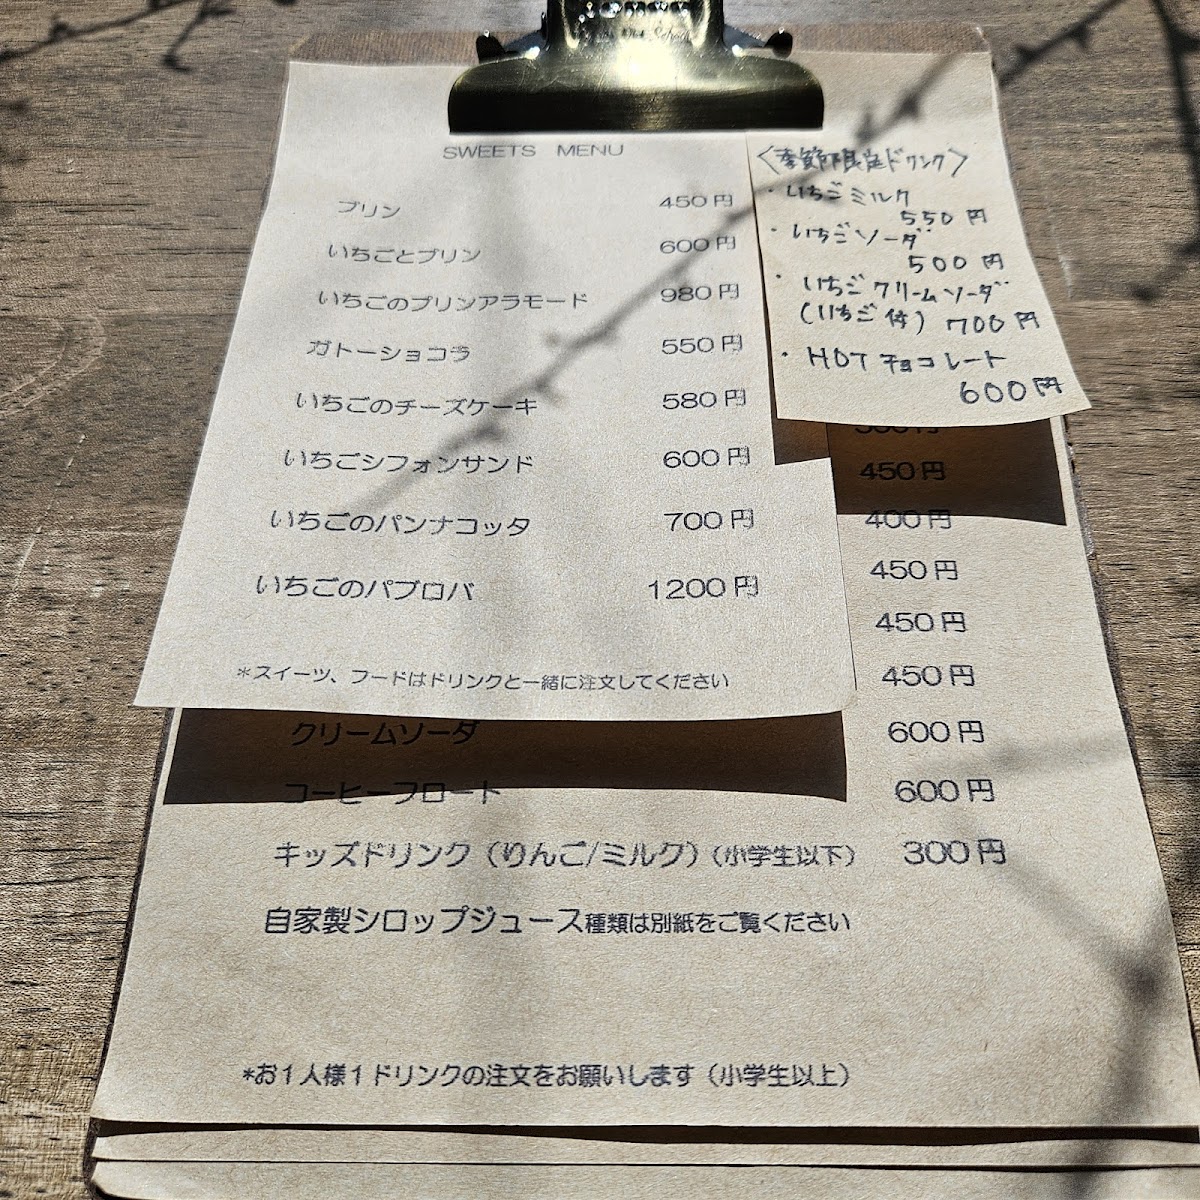 SWEETS MENU
プリン 450円
いちごとプリン 600円
いちごのプリンアラモード 980円
ガトーショコラ 550円
いちごのチーズケーキ 580円
いちごシフォンサンド 600円
いちごのパンナコッタ 700円
いちごのパブロバ 1200円
*スイーツ、フードはドリンクと一緒に注文してください
〈季節限定ドリンク〉
・いちごミルク
550円
・いちごソーダ
500円
・いちごクリームソーダ
(いちご付) 700円
・HOTチョコレート
600円
450円
400円
450円
450円
450円
クリームソーダ 600円
コーヒーフロート 600円
キッズドリンク(りんご/ミルク)(小学生以下) 300円
自家製シロップジュース種類は別紙をご覧ください
*お1人様1ドリンクの注文をお願いします(小学生以上)